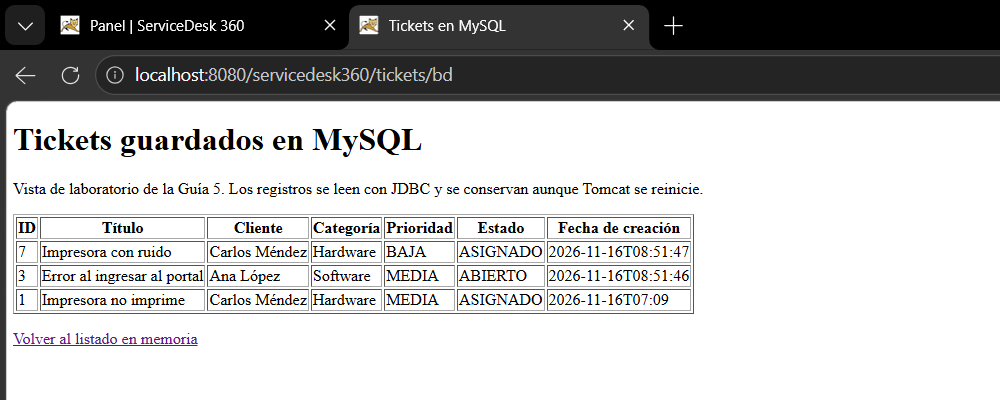 Panel | ServiceDesk 360
Tickets en MySQL
localhost:8080/servicedesk360/tickets/bd
Tickets guardados en MySQL
Vista de laboratorio de la Guía 5. Los registros se leen con JDBC y se conservan aunque Tomcat se reinicie.
ID Título Cliente Categoría Prioridad Estado Fecha de creación
7 Impresora con ruido Carlos Méndez Hardware BAJA ASIGNADO 2026-11-16T08:51:47
3 Error al ingresar al portal Ana López Software MEDIA ABIERTO 2026-11-16T08:51:46
1 Impresora no imprime Carlos Méndez Hardware MEDIA ASIGNADO 2026-11-16T07:09
Volver al listado en memoria